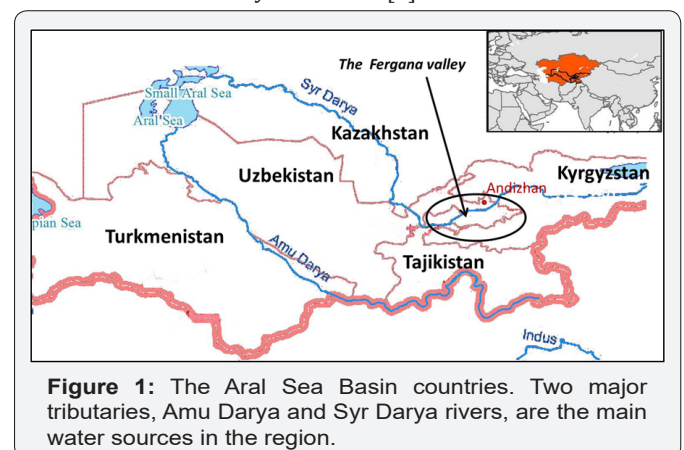 The Fergana valley
Small Aral Sea
Syr Darya
Aral Sea
Kazakhstan
Kyrgyzstan
Uzbekistan
Andizhan
pian Sea
Turkmenistan
Amu Darya
Tajikistan
Indus
Figure 1: The Aral Sea Basin countries. Two major
tributaries, Amu Darya and Syr Darya rivers, are the main
water sources in the region.